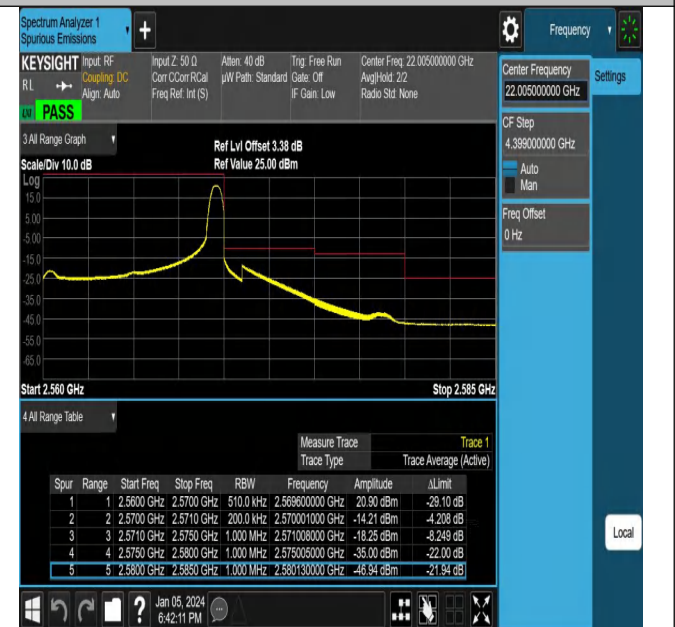 Spectrum Analyzer 1
Spurious Emissions
Frequency
KEYSIGHT
RL
PASS
Input: RF
Coupling: DC
Align: Auto
Input Z: 50 Ω
Corr CCorr RCal
Freq Ref: Int (S)
Atten: 40 dB
µW Path: Standard
Trig: Free Run
Gate: Off
IF Gain: Low
Center Freq: 22.005000000 GHz
Avg|Hold: 2/2
Radio Std: None
Center Frequency
22.005000000 GHz
Settings
CF Step
4.399000000 GHz
Auto
Man
Freq Offset
0 Hz
3 All Range Graph
Ref Lvl Offset 3.38 dB
Scale/Div 10.0 dB
Ref Value 25.00 dBm
Log
15.0
5.00
-5.00
-15.0
-25.0
-35.0
-45.0
-55.0
-65.0
Start 2.560 GHz
Stop 2.585 GHz
4 All Range Table
Measure Trace Trace 1
Trace Type Trace Average (Active)
Spur Range Start Freq Stop Freq RBW Frequency Amplitude ΔLimit
1 1 2.5600 GHz 2.5700 GHz 510.0 kHz 2.569600000 GHz 20.90 dBm -29.10 dB
2 2 2.5700 GHz 2.5710 GHz 200.0 kHz 2.570001000 GHz -14.21 dBm -4.208 dB
3 3 2.5710 GHz 2.5750 GHz 1.000 MHz 2.571008000 GHz -18.25 dBm -8.249 dB
4 4 2.5750 GHz 2.5800 GHz 1.000 MHz 2.575005000 GHz -35.00 dBm -22.00 dB
5 5 2.5800 GHz 2.5850 GHz 1.000 MHz 2.580130000 GHz -46.94 dBm -21.94 dB
Local
?
Jan 05, 2024
6:42:11 PM